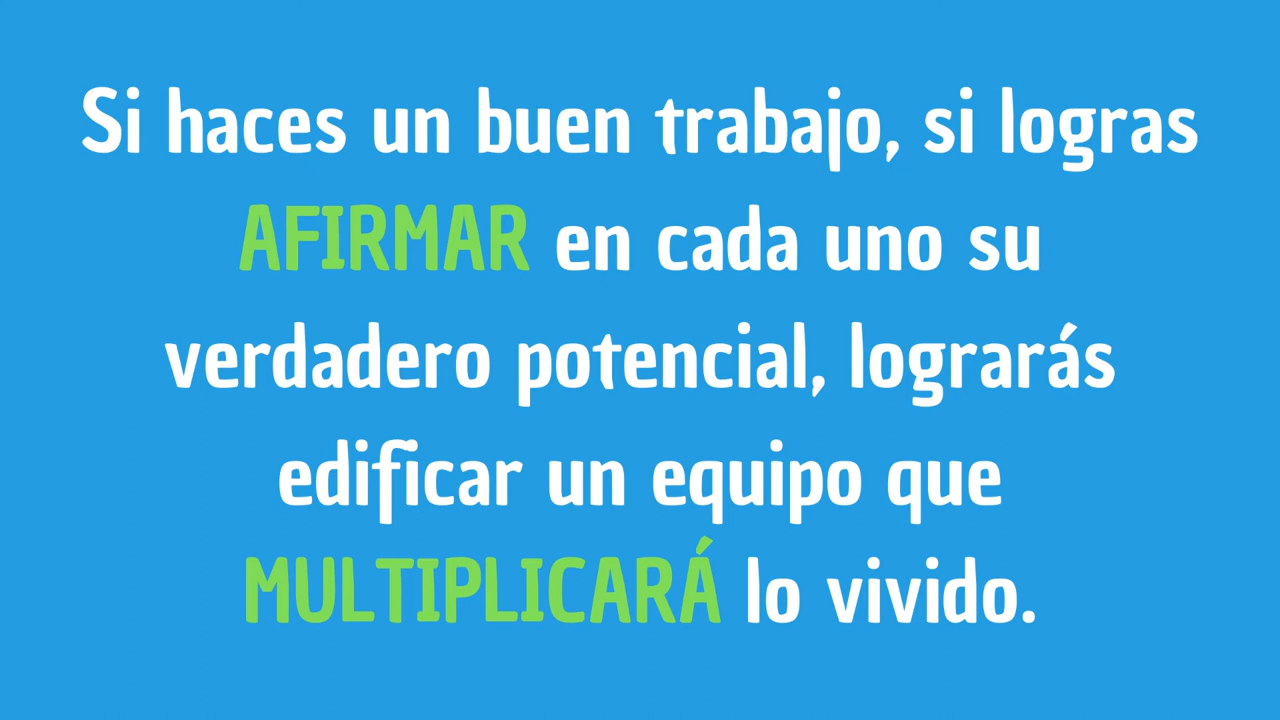 Si haces un buen trabajo, si logras
AFIRMAR en cada uno su
verdadero potencial, lograrás
edificar un equipo que
MULTIPLICARÁ lo vivido.